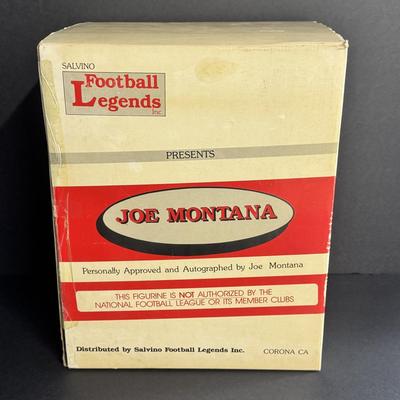 SALVINO
Football
Legends
Inc.
PRESENTS
JOE MONTANA
Personally Approved and Autographed by Joe Montana
THIS FIGURINE IS NOT AUTHORIZED BY THE
NATIONAL FOOTBALL LEAGUE OR ITS MEMBER CLUBS
Distributed by Salvino Football Legends Inc. CORONA CA